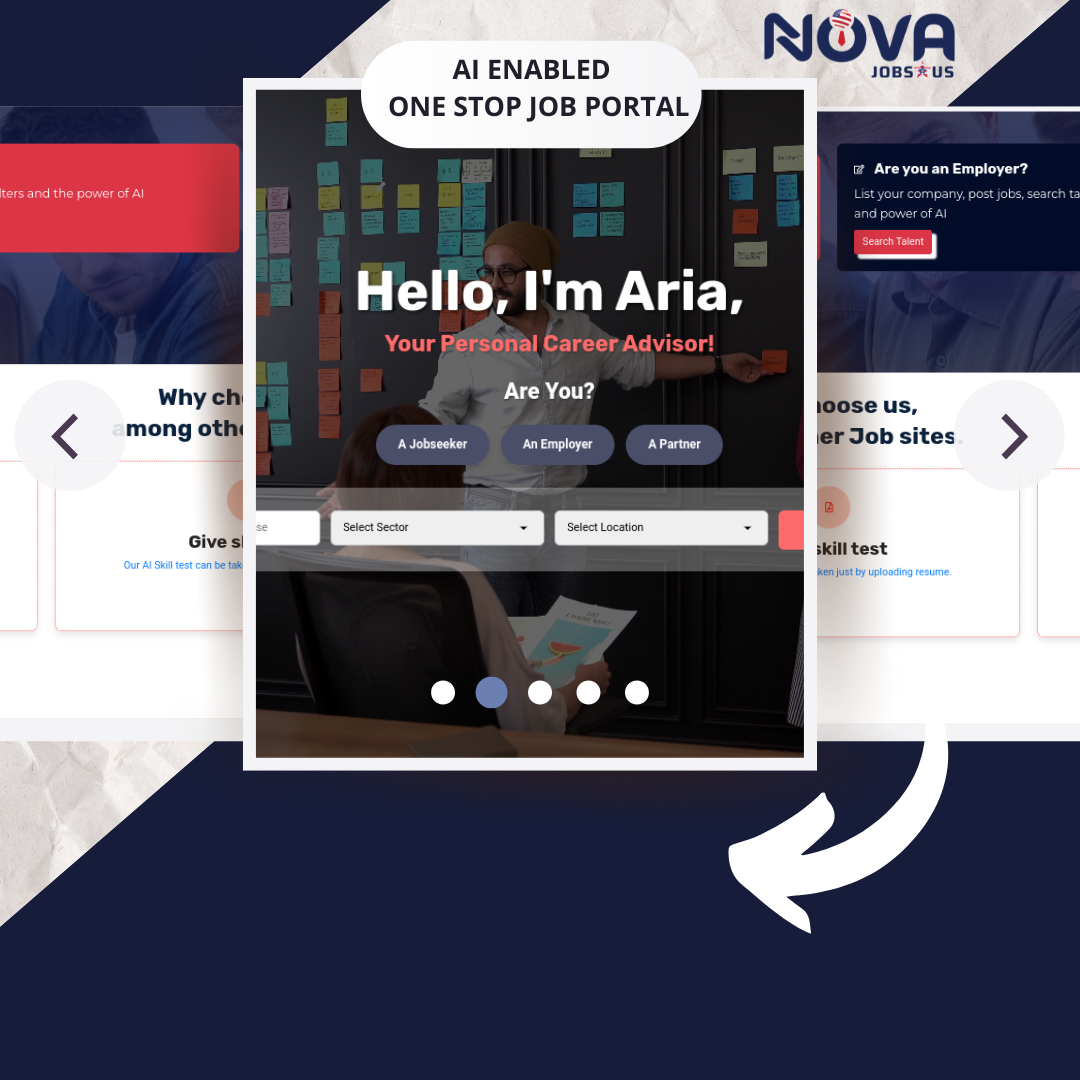 NOVA
JOBS US
AI ENABLED
ONE STOP JOB PORTAL
lters and the power of AI
Are you an Employer?
List your company, post jobs, search ta
and power of AI
Search Talent
Hello, I'm Aria,
Your Personal Career Advisor!
Are You?
A Jobseeker
An Employer
A Partner
Why ch
among oth
oose us,
er Job sites.
se
Select Sector
Select Location
Give s
Our AI Skill test can be tak
skill test
ken just by uploading resume.